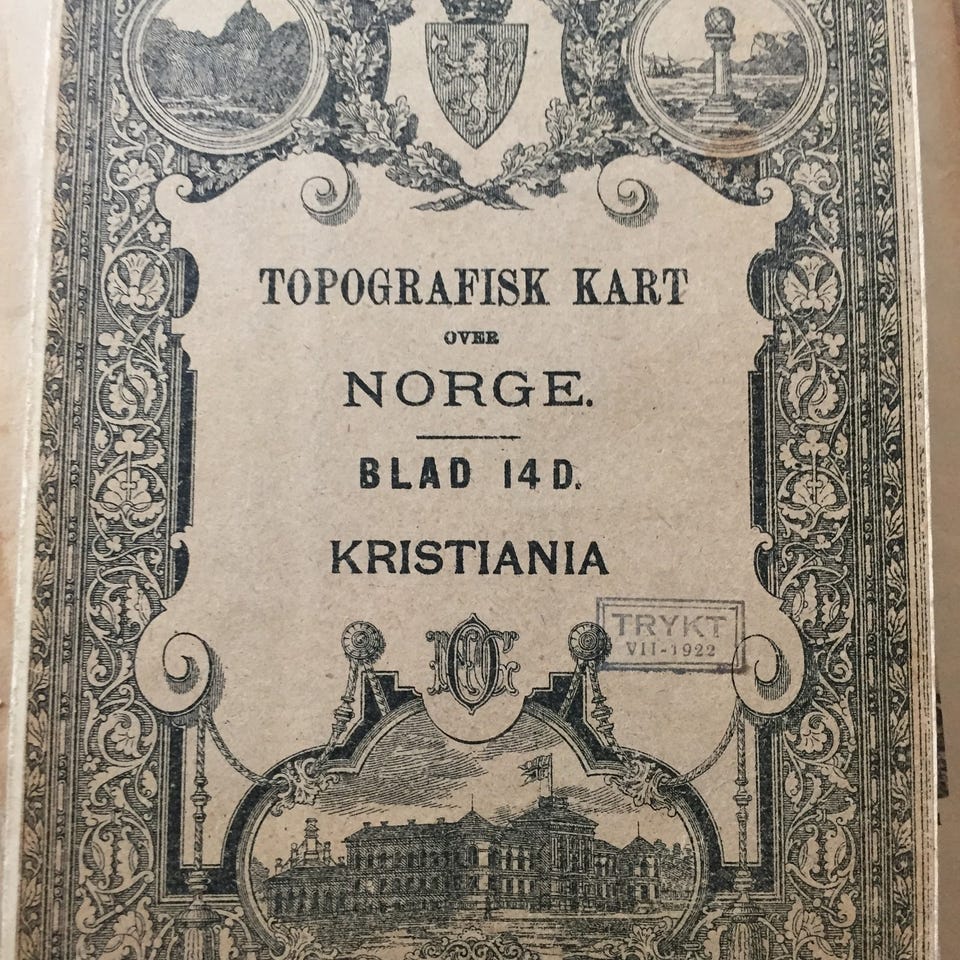 TOPOGRAFISK KART
OVER
NORGE.
BLAD 14 D.
KRISTIANIA
TRYKT
VII-1922